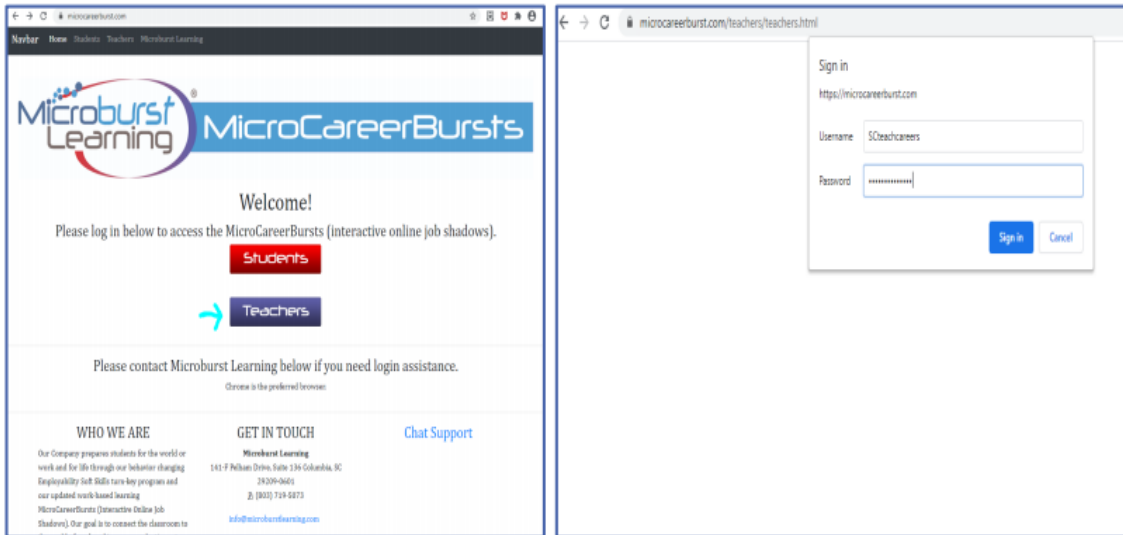 microcareerburst.com
Navbar Home Students Teachers Microburst Learning
Microburst Learning ®
MicroCareerBursts
Welcome!
Please log in below to access the MicroCareerBursts (interactive online job shadows).
Students
Teachers
Please contact Microburst Learning below if you need login assistance.
Chrome is the preferred browser.
WHO WE ARE
Our Company prepares students for the world or
work and for life through our behavior changing
Employability Soft Skills turn-key program and
our updated work-based learning
MicroCareerBursts (Interactive Online Job
Shadows). Our goal is to connect the classroom to
GET IN TOUCH
Microburst Learning
141-F Pelham Drive, Suite 136 Columbia, SC
29209-0601
(803) 719-5073
info@microburstlearning.com
Chat Support
microcareerburst.com/teachers/teachers.html
Sign in
https://microcareerburst.com
Username SCteachcareers
Password
Sign in Cancel